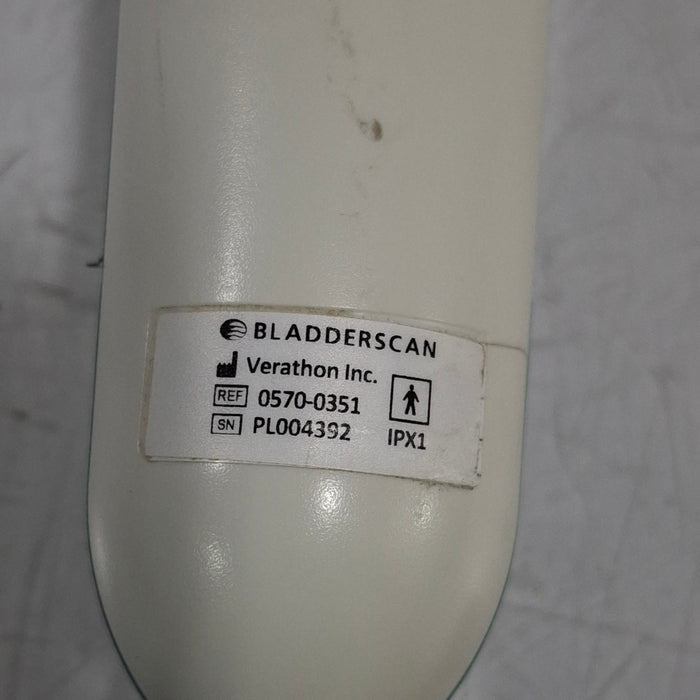 BLADDERSCAN
Verathon Inc.
REF 0570-0351
SN PL004392
IPX1